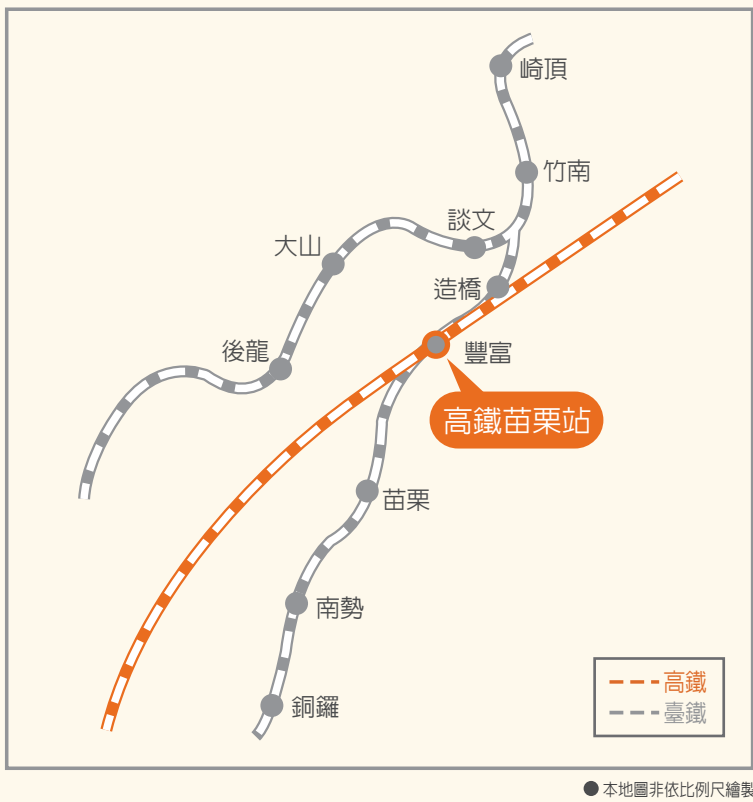 崎頂
竹南
談文
大山
造橋
後龍
豐富
高鐵苗栗站
苗栗
南勢
銅鑼
高鐵
臺鐵
●本地圖非依比例尺繪製